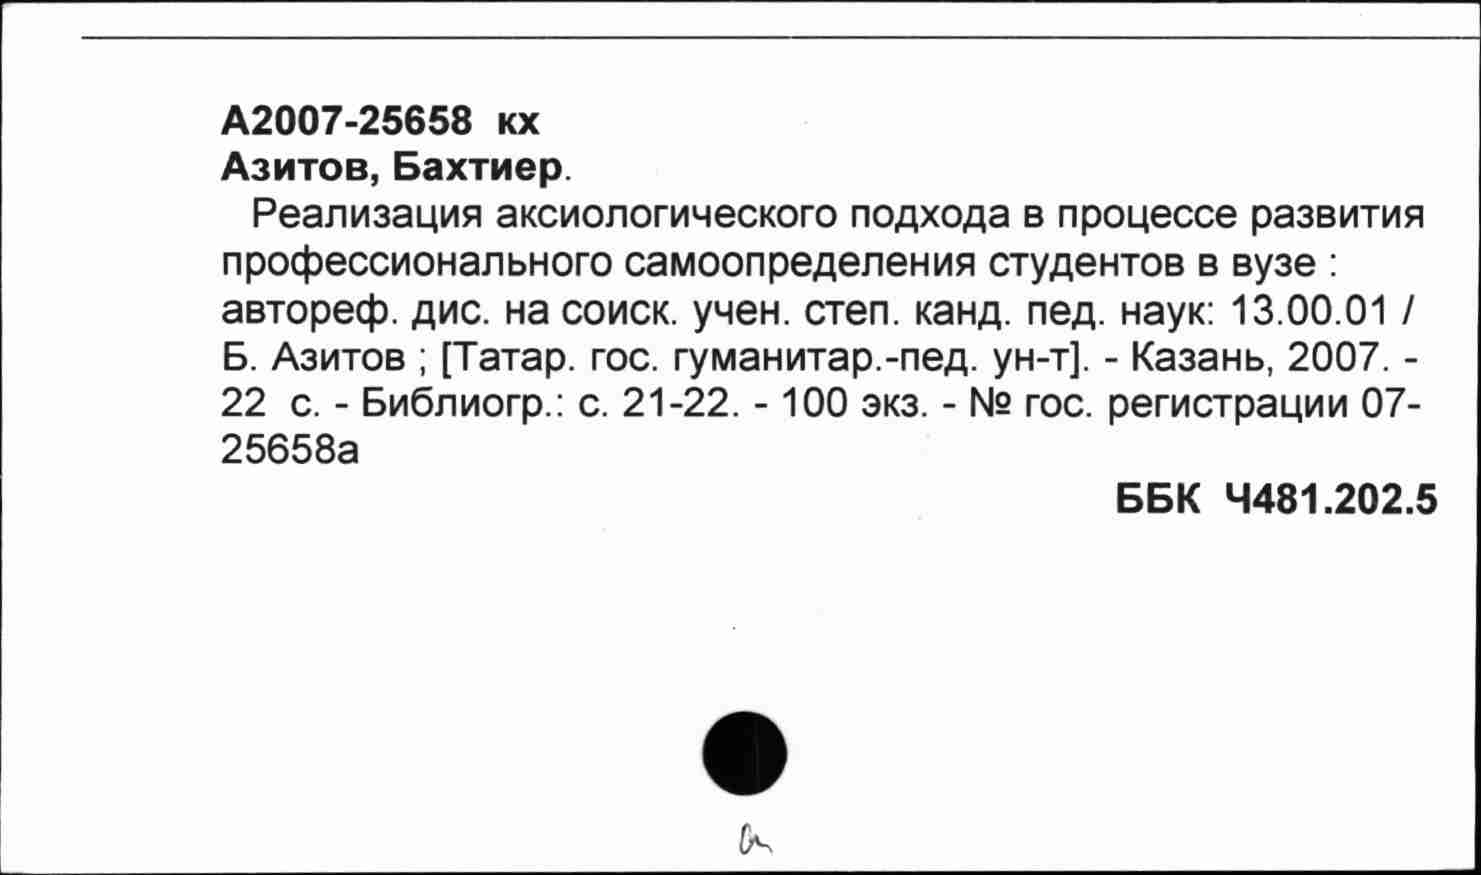 А2007-25658 кх
Азитов, Бахтиер.
Реализация аксиологического подхода в процессе развития
профессионального самоопределения студентов в вузе :
автореф. дис. на соиск. учен. степ. канд. пед. наук: 13.00.01 /
Б. Азитов ; [Татар. гос. гуманитар.-пед. ун-т]. - Казань, 2007. -
22 с. - Библиогр.: с. 21-22. - 100 экз. - № гос. регистрации 07-
25658а
ББК Ч481.202.5